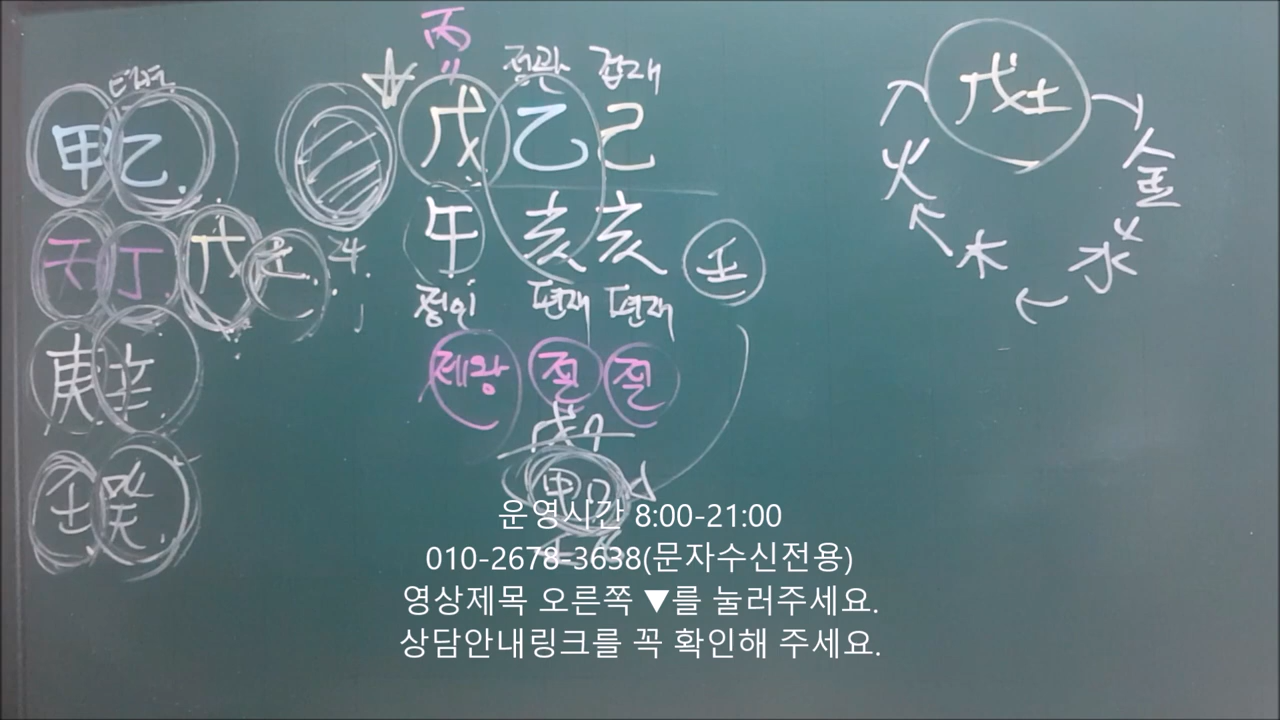 丙
정관 겁재
甲乙 戊 乙 己
丙丁戊 午 亥 亥 壬
정인 편재 편재
제왕 절 절
庚辛
壬癸
甲
戊土
火 金
木 水
운영시간 8:00-21:00
010-2678-3638(문자수신전용)
영상제목 오른쪽 ▼를 눌러주세요.
상담안내링크를 꼭 확인해 주세요.